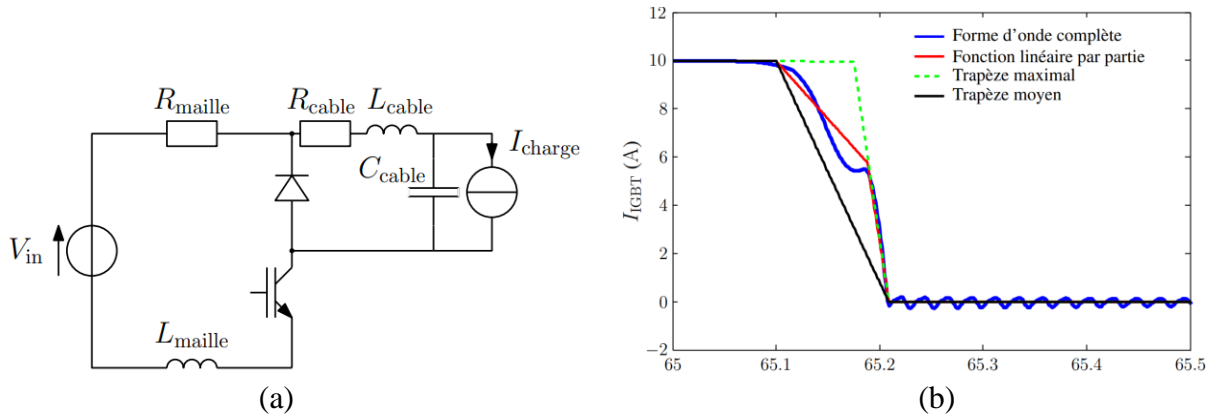 R_maille
R_cable
L_cable
I_charge
C_cable
V_in
L_maille
(a)
12
10
8
6
4
2
0
−2
I_IGBT (A)
Forme d'onde complète
Fonction linéaire par partie
Trapèze maximal
Trapèze moyen
65
65.1
65.2
65.3
65.4
65.5
(b)